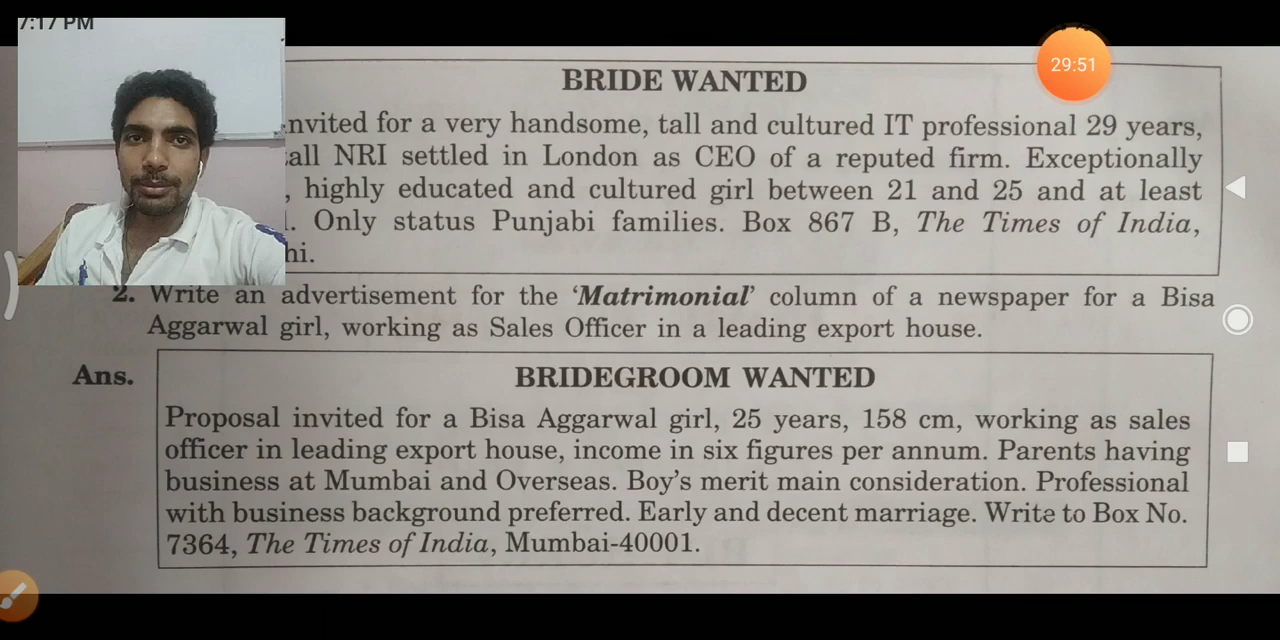 7:17 PM
29:51
BRIDE WANTED
nvited for a very handsome, tall and cultured IT professional 29 years,
all NRI settled in London as CEO of a reputed firm. Exceptionally
, highly educated and cultured girl between 21 and 25 and at least
. Only status Punjabi families. Box 867 B, The Times of India,
hi.
2. Write an advertisement for the ‘Matrimonial’ column of a newspaper for a Bisa
Aggarwal girl, working as Sales Officer in a leading export house.
Ans.
BRIDEGROOM WANTED
Proposal invited for a Bisa Aggarwal girl, 25 years, 158 cm, working as sales
officer in leading export house, income in six figures per annum. Parents having
business at Mumbai and Overseas. Boy’s merit main consideration. Professional
with business background preferred. Early and decent marriage. Write to Box No.
7364, The Times of India, Mumbai-40001.